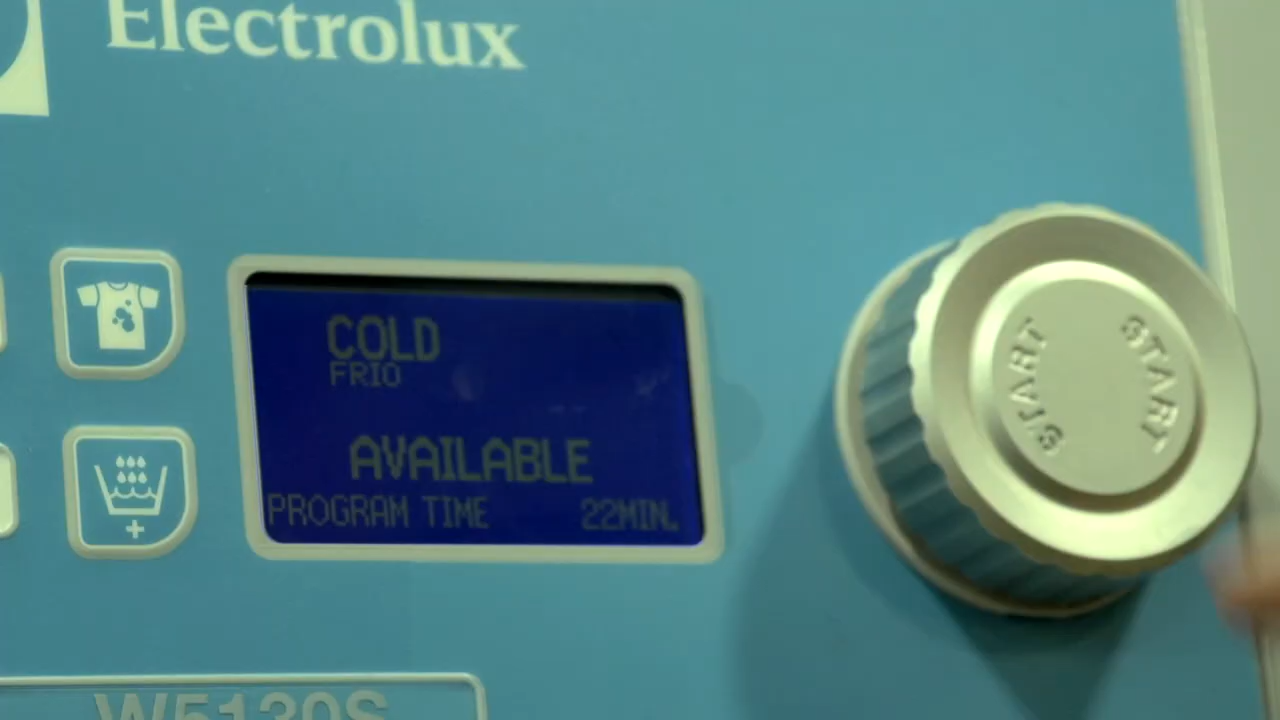 Electrolux
COLD
FRIO
AVAILABLE
PROGRAM TIME 22MIN.
START START
W5130S